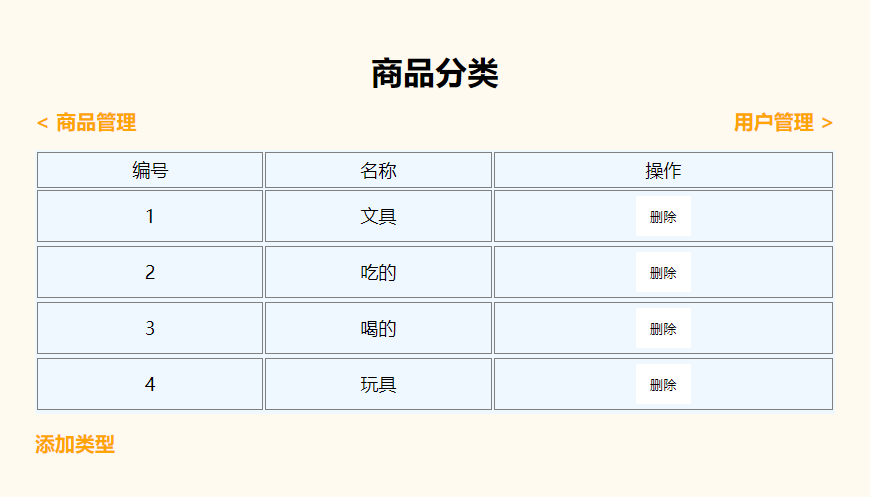 商品分类
< 商品管理 用户管理 >
编号 名称 操作
1 文具 删除
2 吃的 删除
3 喝的 删除
4 玩具 删除
添加类型